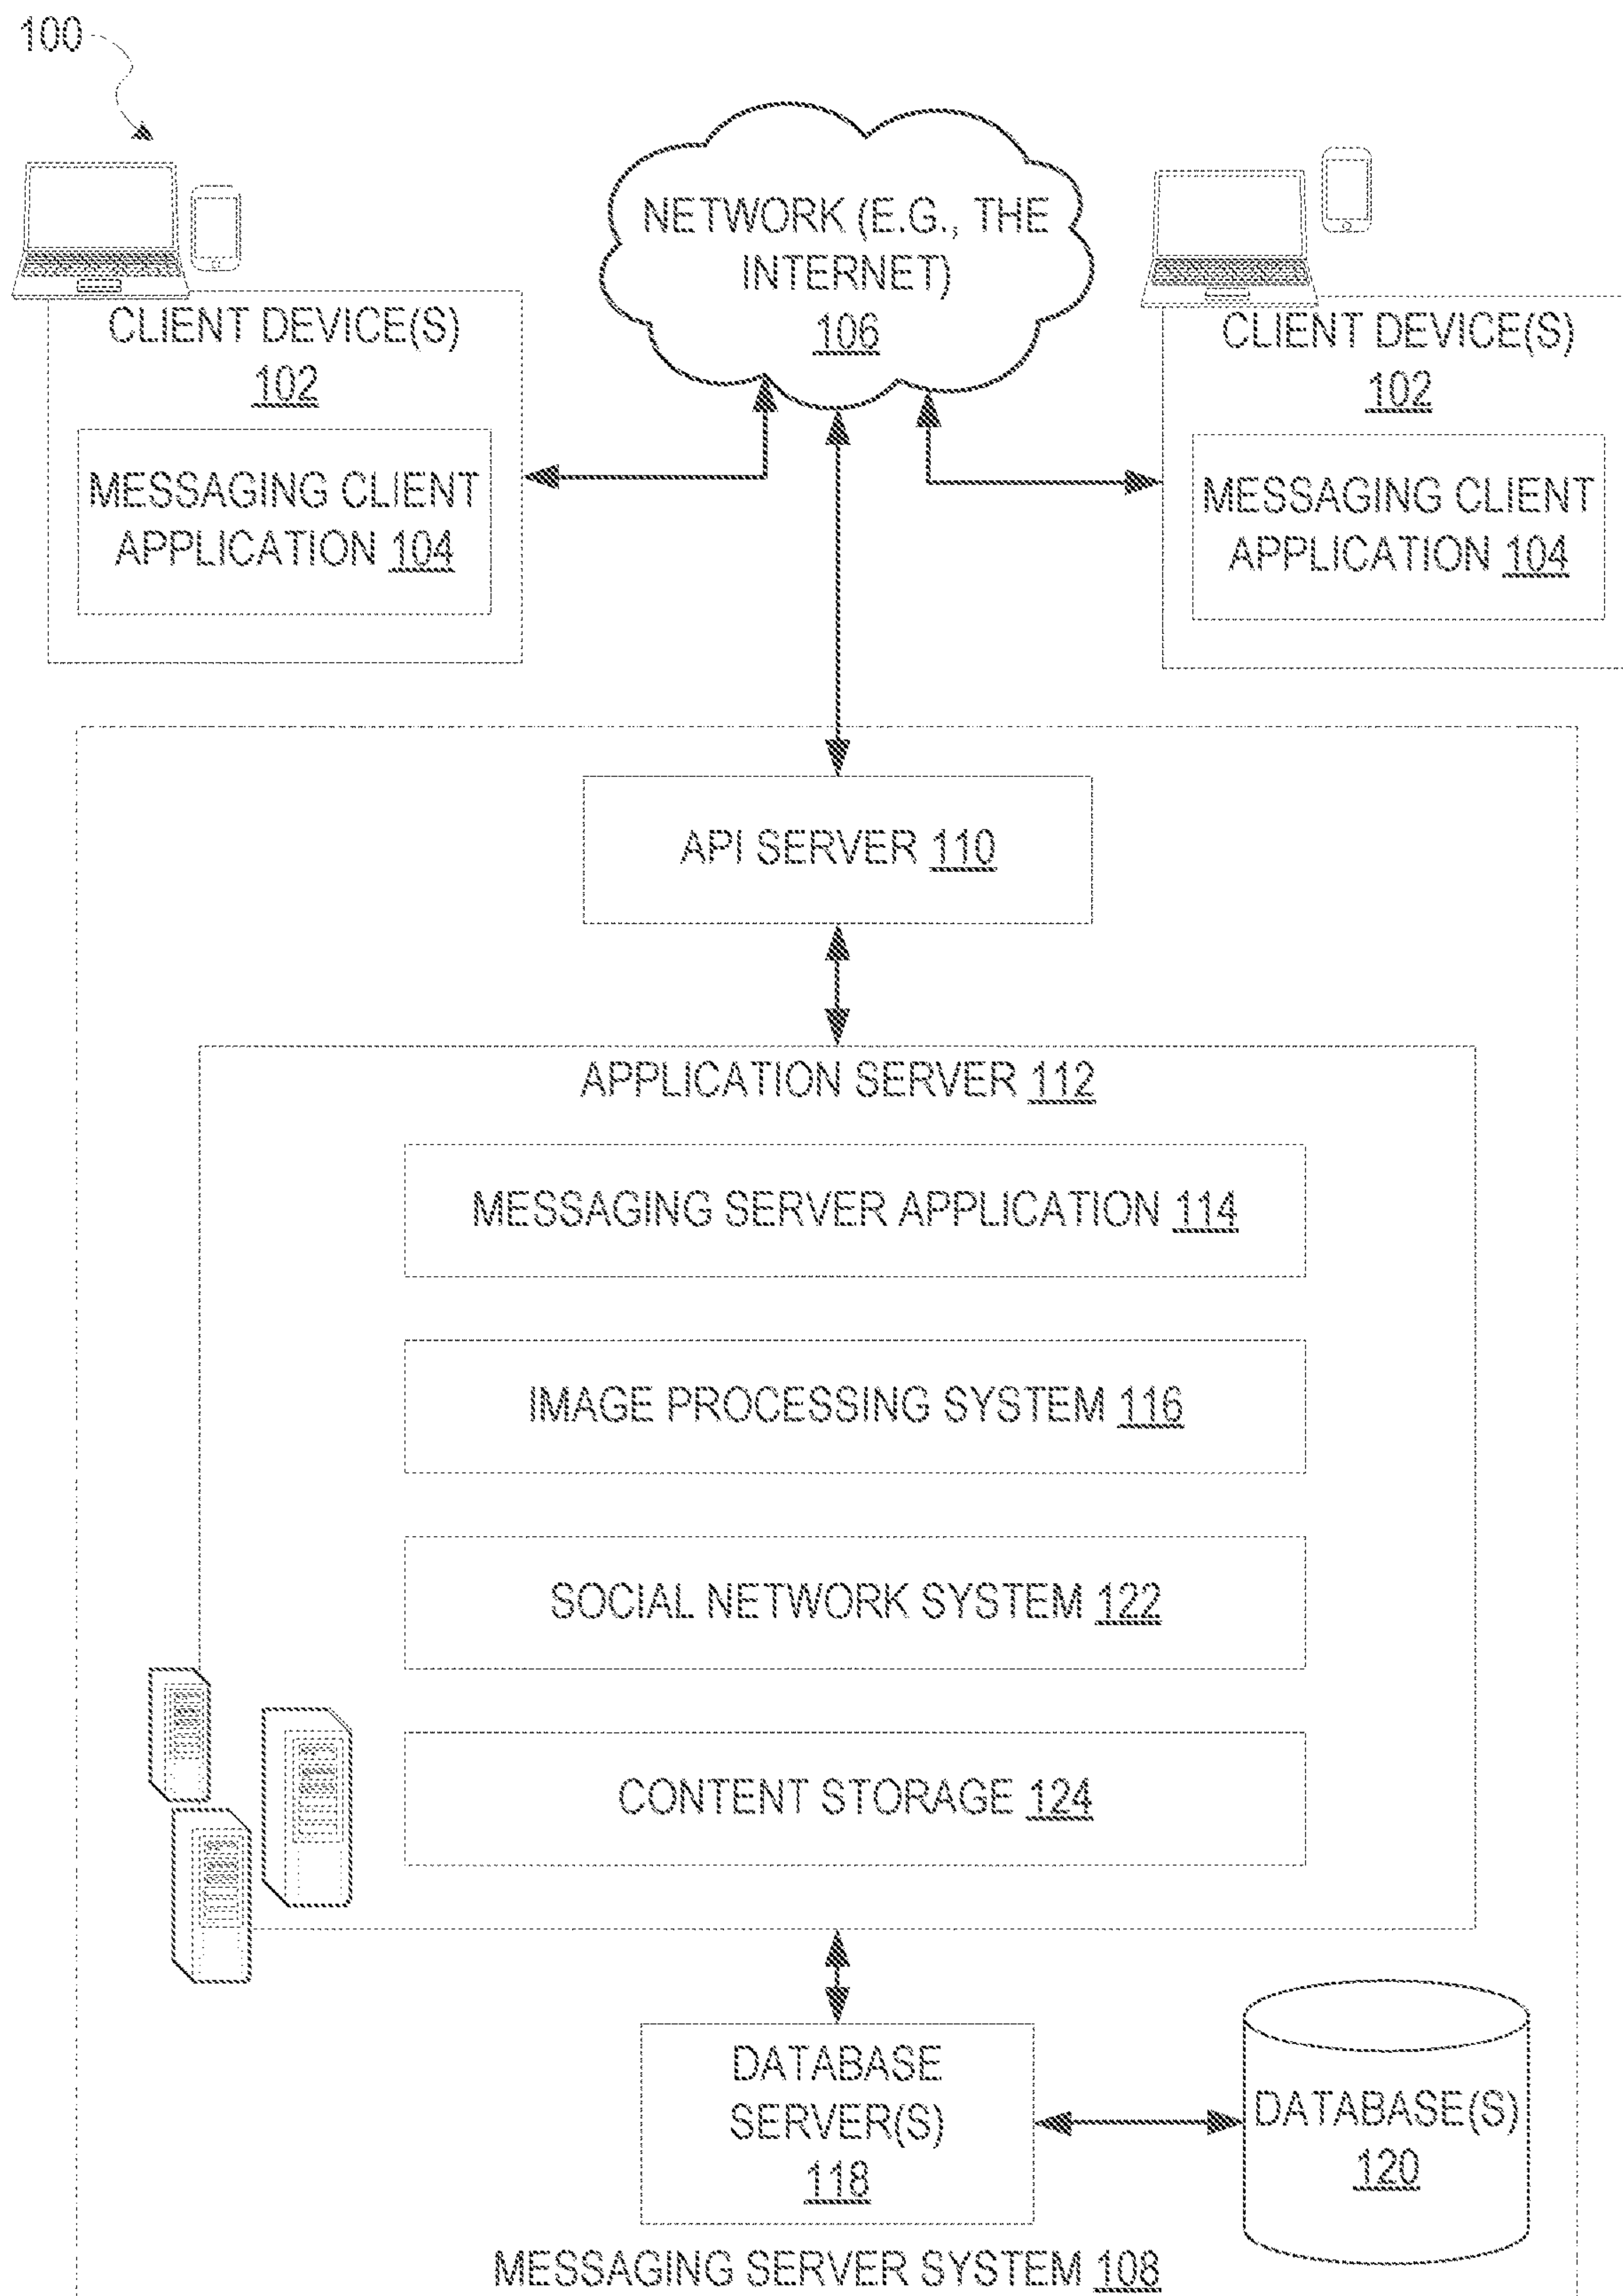 100
NETWORK (E.G., THE
INTERNET)
106
CLIENT DEVICE(S)
102
MESSAGING CLIENT
APPLICATION 104
CLIENT DEVICE(S)
102
MESSAGING CLIENT
APPLICATION 104
API SERVER 110
APPLICATION SERVER 112
MESSAGING SERVER APPLICATION 114
IMAGE PROCESSING SYSTEM 116
SOCIAL NETWORK SYSTEM 122
CONTENT STORAGE 124
DATABASE
SERVER(S)
118
DATABASE(S)
120
MESSAGING SERVER SYSTEM 108